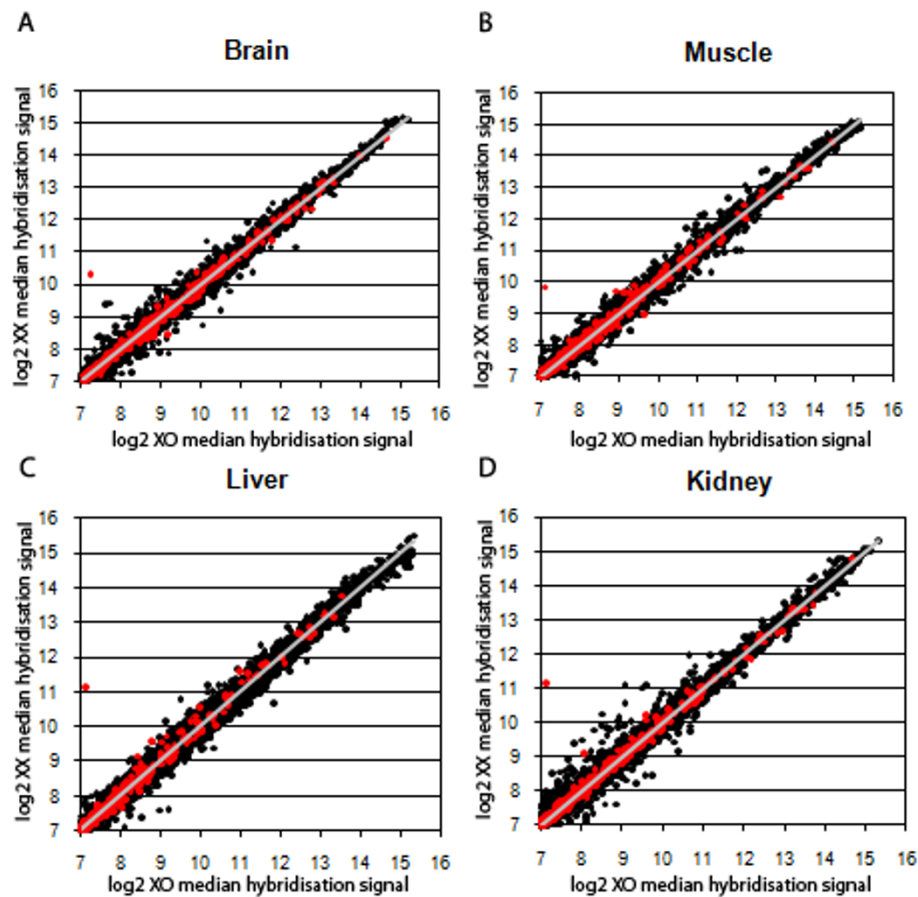 A
Brain
log2 XX median hybridisation signal
16
15
14
13
12
11
10
9
8
7
7 8 9 10 11 12 13 14 15 16
log2 XO median hybridisation signal
B
Muscle
log2 XX median hybridisation signal
16
15
14
13
12
11
10
9
8
7
7 8 9 10 11 12 13 14 15 16
log2 XO median hybridisation signal
C
Liver
log2 XX median hybridisation signal
16
15
14
13
12
11
10
9
8
7
7 8 9 10 11 12 13 14 15 16
log2 XO median hybridisation signal
D
Kidney
log2 XX median hybridisation signal
16
15
14
13
12
11
10
9
8
7
7 8 9 10 11 12 13 14 15 16
log2 XO median hybridisation signal